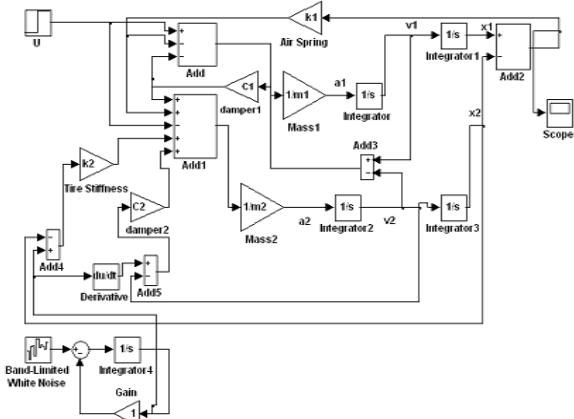 k1
Air Spring
U
v1
1/s
x1
Integrator1
Add
Add2
C1
damper1
1/m1
a1
1/s
Mass1
Integrator
Scope
x2
Add1
Add3
k2
Tire Stiffness
C2
damper2
1/m2
a2
1/s
v2
1/s
Mass2
Integrator2
Integrator3
Add4
du/dt
Derivative
Add5
Band-Limited
White Noise
1/s
Integrator4
Gain
1